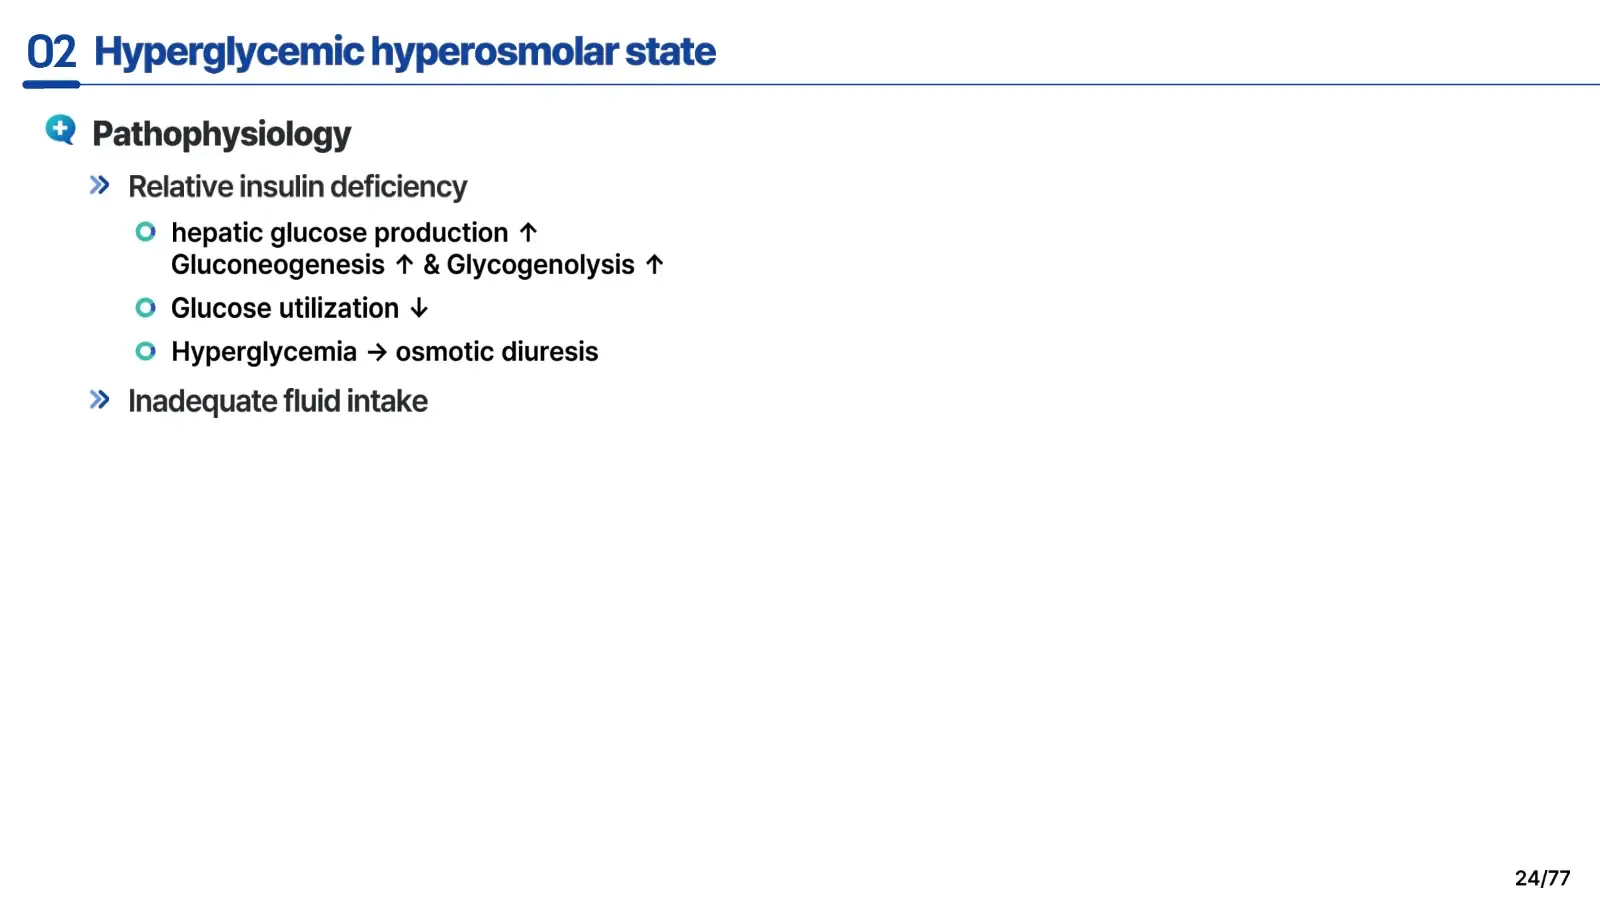 02 Hyperglycemic hyperosmolar state
Pathophysiology
Relative insulin deficiency
hepatic glucose production ↑
Gluconeogenesis ↑ & Glycogenolysis ↑
Glucose utilization ↓
Hyperglycemia → osmotic diuresis
Inadequate fluid intake
24/77